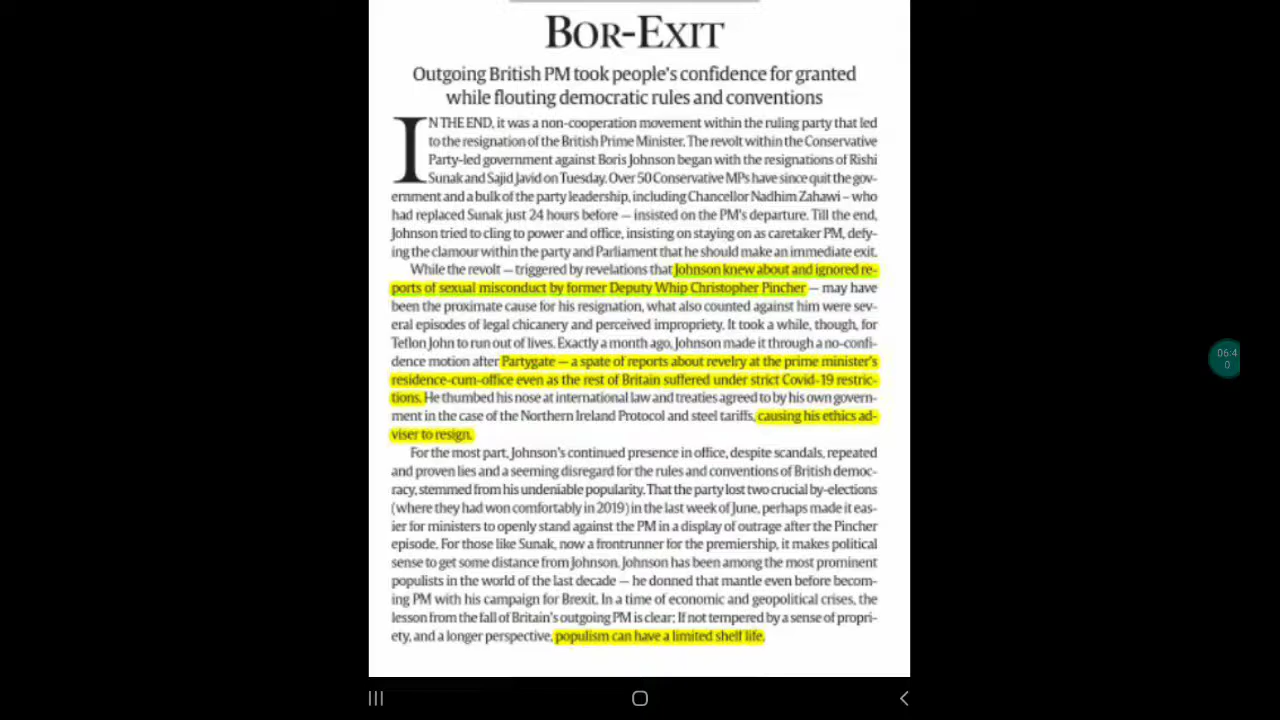 BOR-EXIT
Outgoing British PM took people's confidence for granted
while flouting democratic rules and conventions
IN THE END, it was a non-cooperation movement within the ruling party that led
to the resignation of the British Prime Minister. The revolt within the Conservative
Party-led government against Boris Johnson began with the resignations of Rishi
Sunak and Sajid Javid on Tuesday. Over 50 Conservative MPs have since quit the gov-
ernment and a bulk of the party leadership, including Chancellor Nadhim Zahawi – who
had replaced Sunak just 24 hours before — insisted on the PM's departure. Till the end,
Johnson tried to cling to power and office, insisting on staying on as caretaker PM, defy-
ing the clamour within the party and Parliament that he should make an immediate exit.
While the revolt — triggered by revelations that Johnson knew about and ignored re-
ports of sexual misconduct by former Deputy Whip Christopher Pincher — may have
been the proximate cause for his resignation, what also counted against him were sev-
eral episodes of legal chicanery and perceived impropriety. It took a while, though, for
Teflon John to run out of lives. Exactly a month ago, Johnson made it through a no-confi-
dence motion after Partygate — a spate of reports about revelry at the prime minister's
residence-cum-office even as the rest of Britain suffered under strict Covid-19 restric-
tions. He thumbed his nose at international law and treaties agreed to by his own govern-
ment in the case of the Northern Ireland Protocol and steel tariffs, causing his ethics ad-
viser to resign.
For the most part, Johnson's continued presence in office, despite scandals, repeated
and proven lies and a seeming disregard for the rules and conventions of British democ-
racy, stemmed from his undeniable popularity. That the party lost two crucial by-elections
(where they had won comfortably in 2019) in the last week of June, perhaps made it eas-
ier for ministers to openly stand against the PM in a display of outrage after the Pincher
episode. For those like Sunak, now a frontrunner for the premiership, it makes political
sense to get some distance from Johnson. Johnson has been among the most prominent
populists in the world of the last decade — he donned that mantle even before becom-
ing PM with his campaign for Brexit. In a time of economic and geopolitical crises, the
lesson from the fall of Britain's outgoing PM is clear: If not tempered by a sense of propri-
ety, and a longer perspective, populism can have a limited shelf life.
06:4
0